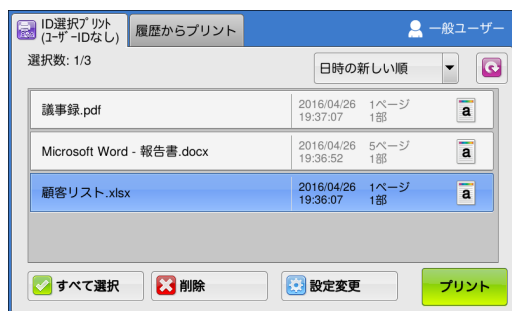 ID選択プリント
(ユーザーIDなし)
履歴からプリント
一般ユーザー
選択数: 1/3
日時の新しい順
議事録.pdf
2016/04/26 1ページ
19:37:07 1部
a
Microsoft Word - 報告書.docx
2016/04/26 5ページ
19:36:52 1部
a
顧客リスト.xlsx
2016/04/26 1ページ
19:36:07 1部
a
すべて選択
削除
設定変更
プリント